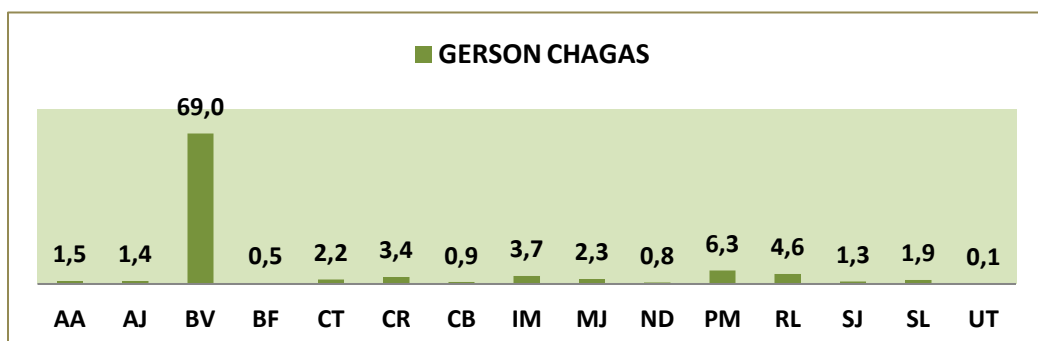 GERSON CHAGAS
69,0
1,5 1,4 0,5 2,2 3,4 0,9 3,7 2,3 0,8 6,3 4,6 1,3 1,9 0,1
AA AJ BV BF CT CR CB IM MJ ND PM RL SJ SL UT